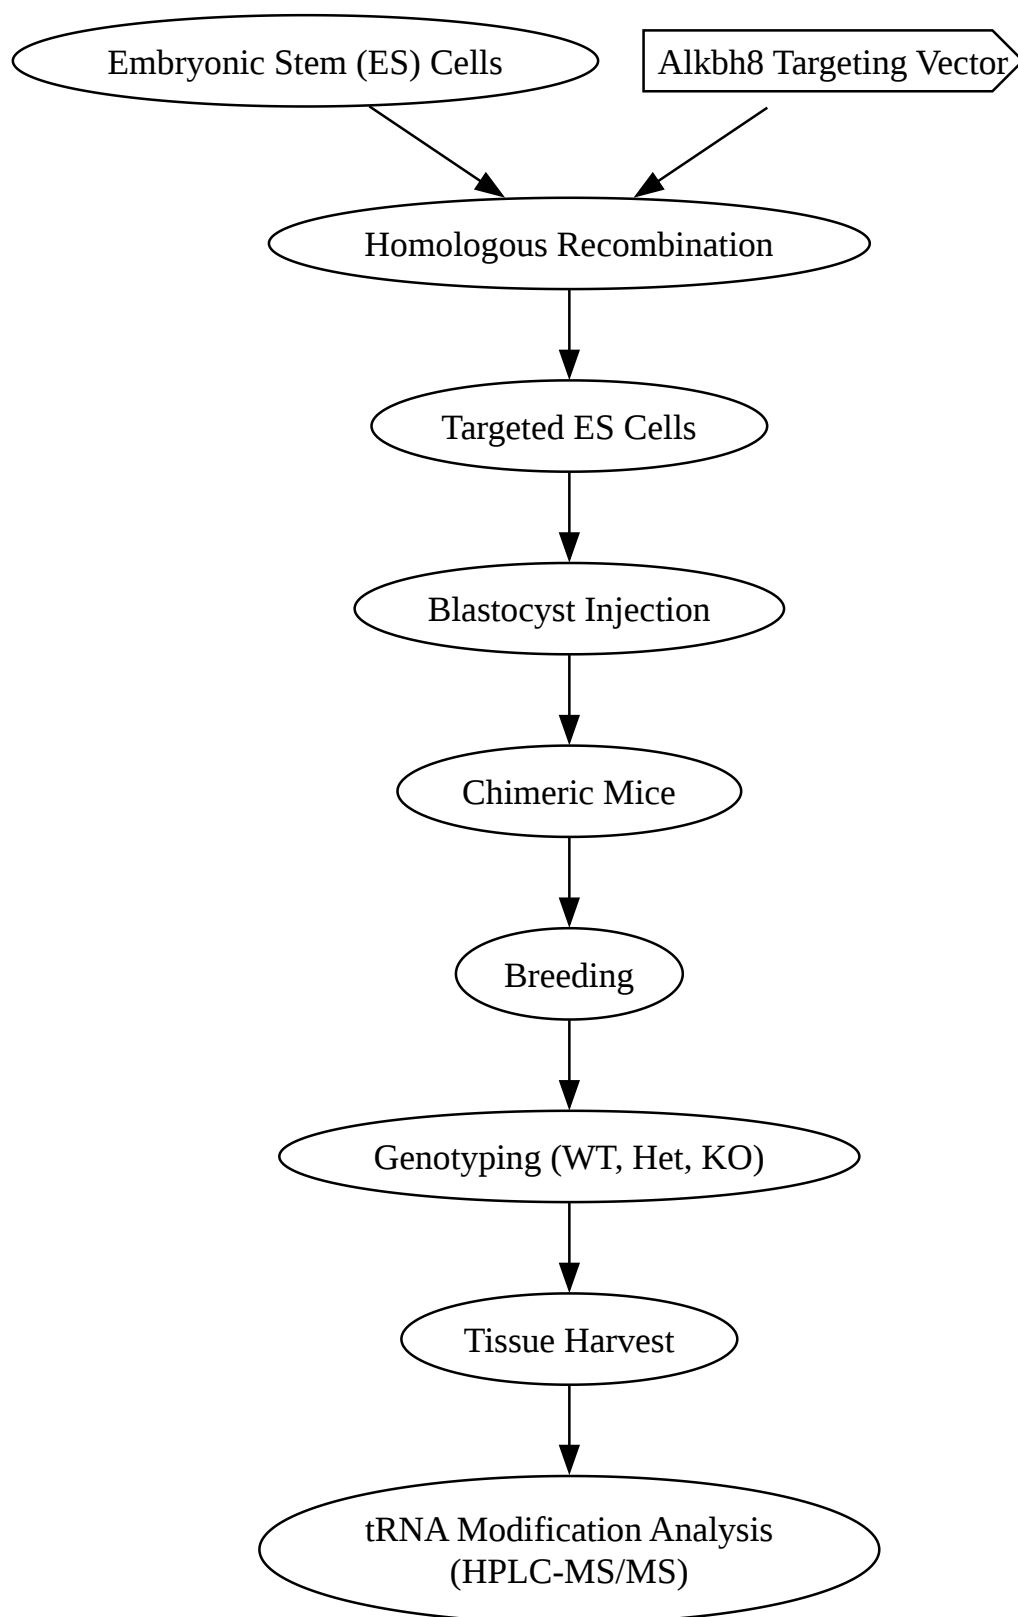 Embryonic Stem (ES) Cells
Alkbh8 Targeting Vector
Homologous Recombination
Targeted ES Cells
Blastocyst Injection
Chimeric Mice
Breeding
Genotyping (WT, Het, KO)
Tissue Harvest
tRNA Modification Analysis
(HPLC-MS/MS)